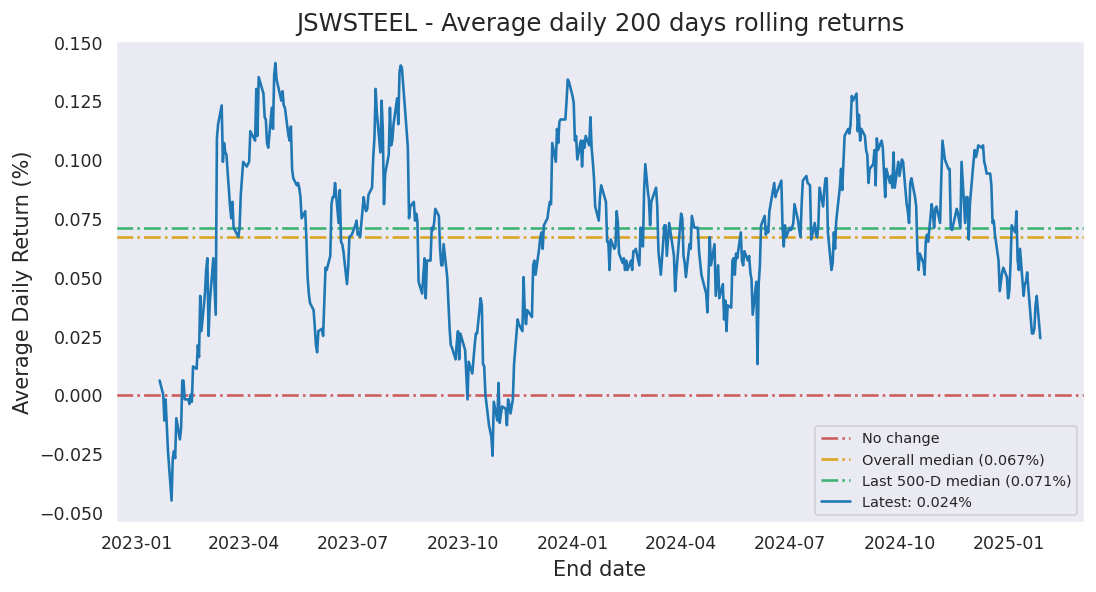 JSWSTEEL - Average daily 200 days rolling returns
Average Daily Return (%)
0.150
0.125
0.100
0.075
0.050
0.025
0.000
−0.025
−0.050
No change
Overall median (0.067%)
Last 500-D median (0.071%)
Latest: 0.024%
2023-01 2023-04 2023-07 2023-10 2024-01 2024-04 2024-07 2024-10 2025-01
End date